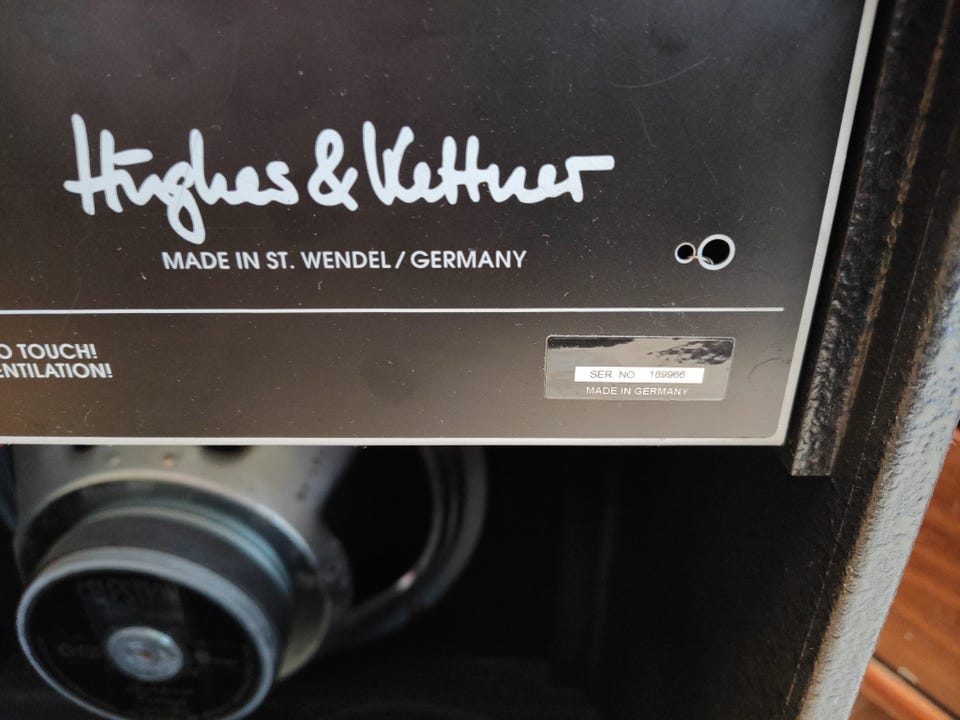 Hughes & Kettner
MADE IN ST. WENDEL / GERMANY
O TOUCH!
ENTILATION!
SER. NO 189966
MADE IN GERMANY